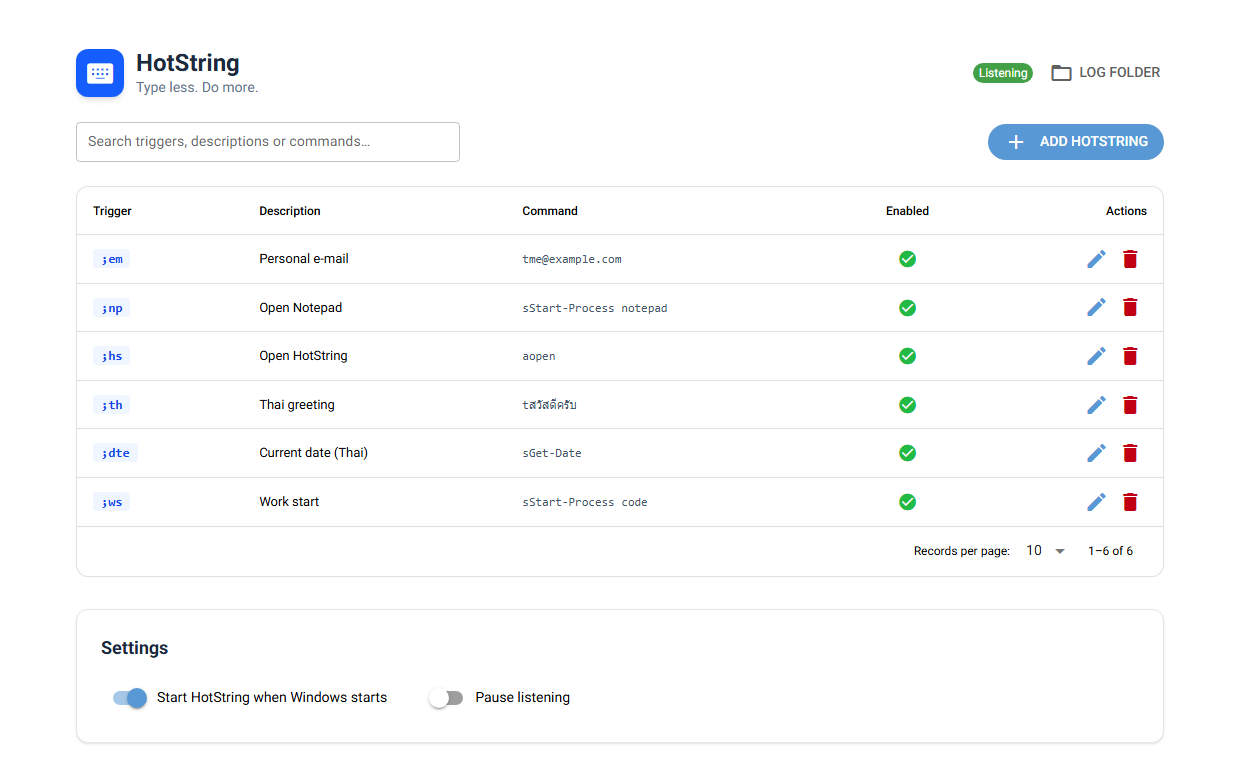 HotString
Type less. Do more.
Listening
LOG FOLDER
Search triggers, descriptions or commands...
ADD HOTSTRING
Trigger Description Command Enabled Actions
;em Personal e-mail tme@example.com
;np Open Notepad sStart-Process notepad
;hs Open HotString aopen
;th Thai greeting tสวัสดีครับ
;dte Current date (Thai) sGet-Date
;ws Work start sStart-Process code
Records per page: 10 1–6 of 6
Settings
Start HotString when Windows starts Pause listening